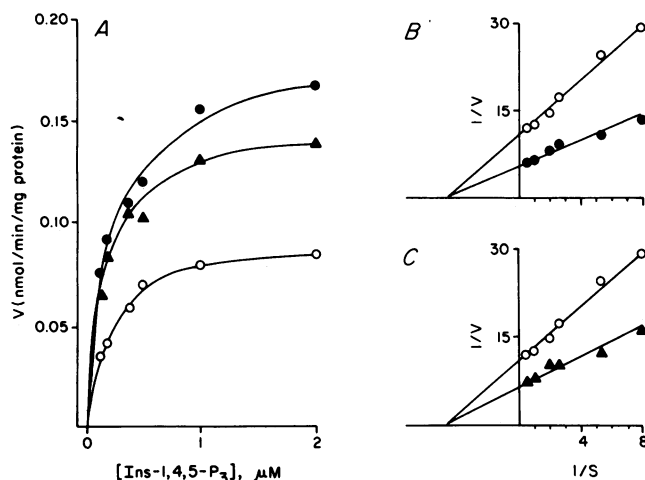 A
0.20
0.15
0.10
0.05
V (nmol/min/mg protein)
0
1
2
[Ins-1,4,5-P₃], μM
B
30
15
1/V
C
30
15
1/V
4
8
1/S